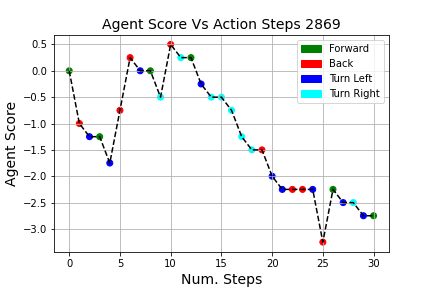 Agent Score Vs Action Steps 2869
Agent Score
0.5
0.0
−0.5
−1.0
−1.5
−2.0
−2.5
−3.0
Forward
Back
Turn Left
Turn Right
0 5 10 15 20 25 30
Num. Steps